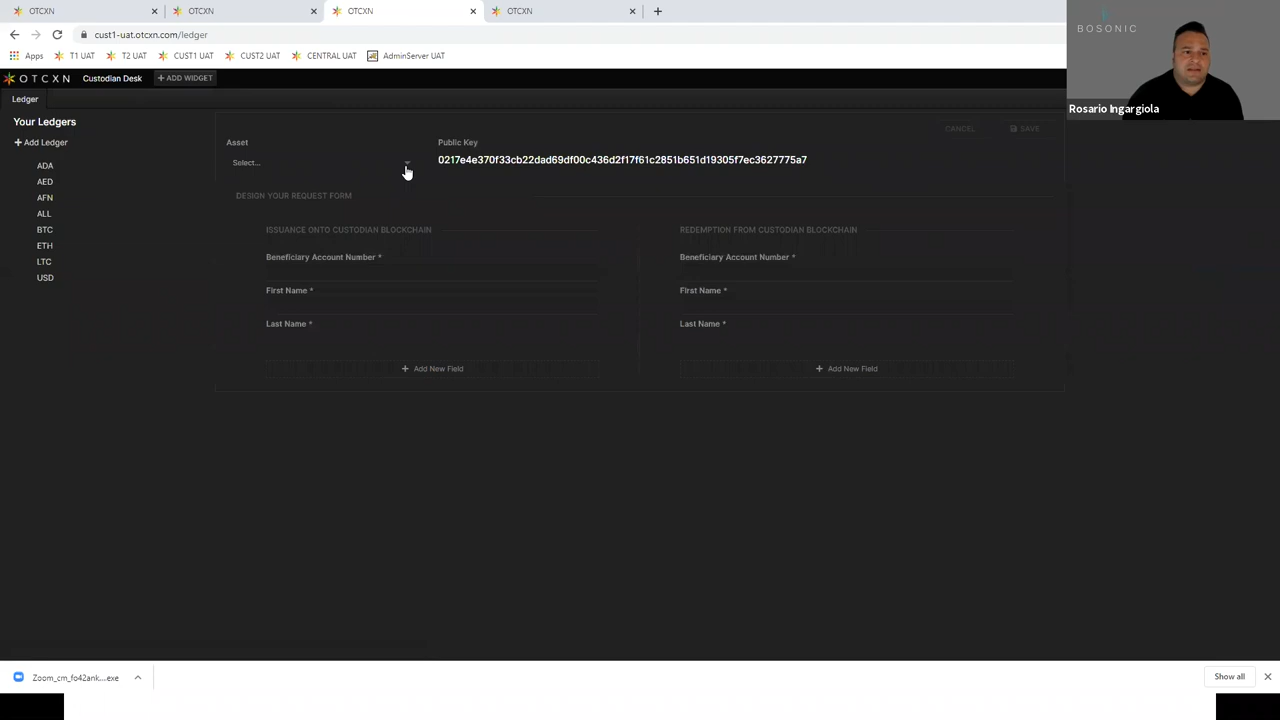 OTCXN
OTCXN
OTCXN
OTCXN
cust1-uat.otcxn.com/ledger
Apps
T1 UAT
T2 UAT
CUST1 UAT
CUST2 UAT
CENTRAL UAT
AdminServer UAT
BOSONIC
Rosario Ingargiola
OTCXN
Custodian Desk
ADD WIDGET
Ledger
Your Ledgers
Add Ledger
ADA
AED
AFN
ALL
BTC
ETH
LTC
USD
CANCEL
SAVE
Asset
Public Key
Select...
0217e4e370f33cb22dad69df00c436d2f17f61c2851b651d19305f7ec3627775a7
DESIGN YOUR REQUEST FORM
ISSUANCE ONTO CUSTODIAN BLOCKCHAIN
Beneficiary Account Number *
First Name *
Last Name *
+ Add New Field
REDEMPTION FROM CUSTODIAN BLOCKCHAIN
Beneficiary Account Number *
First Name *
Last Name *
+ Add New Field
Zoom_cm_fo42ank....exe
Show all